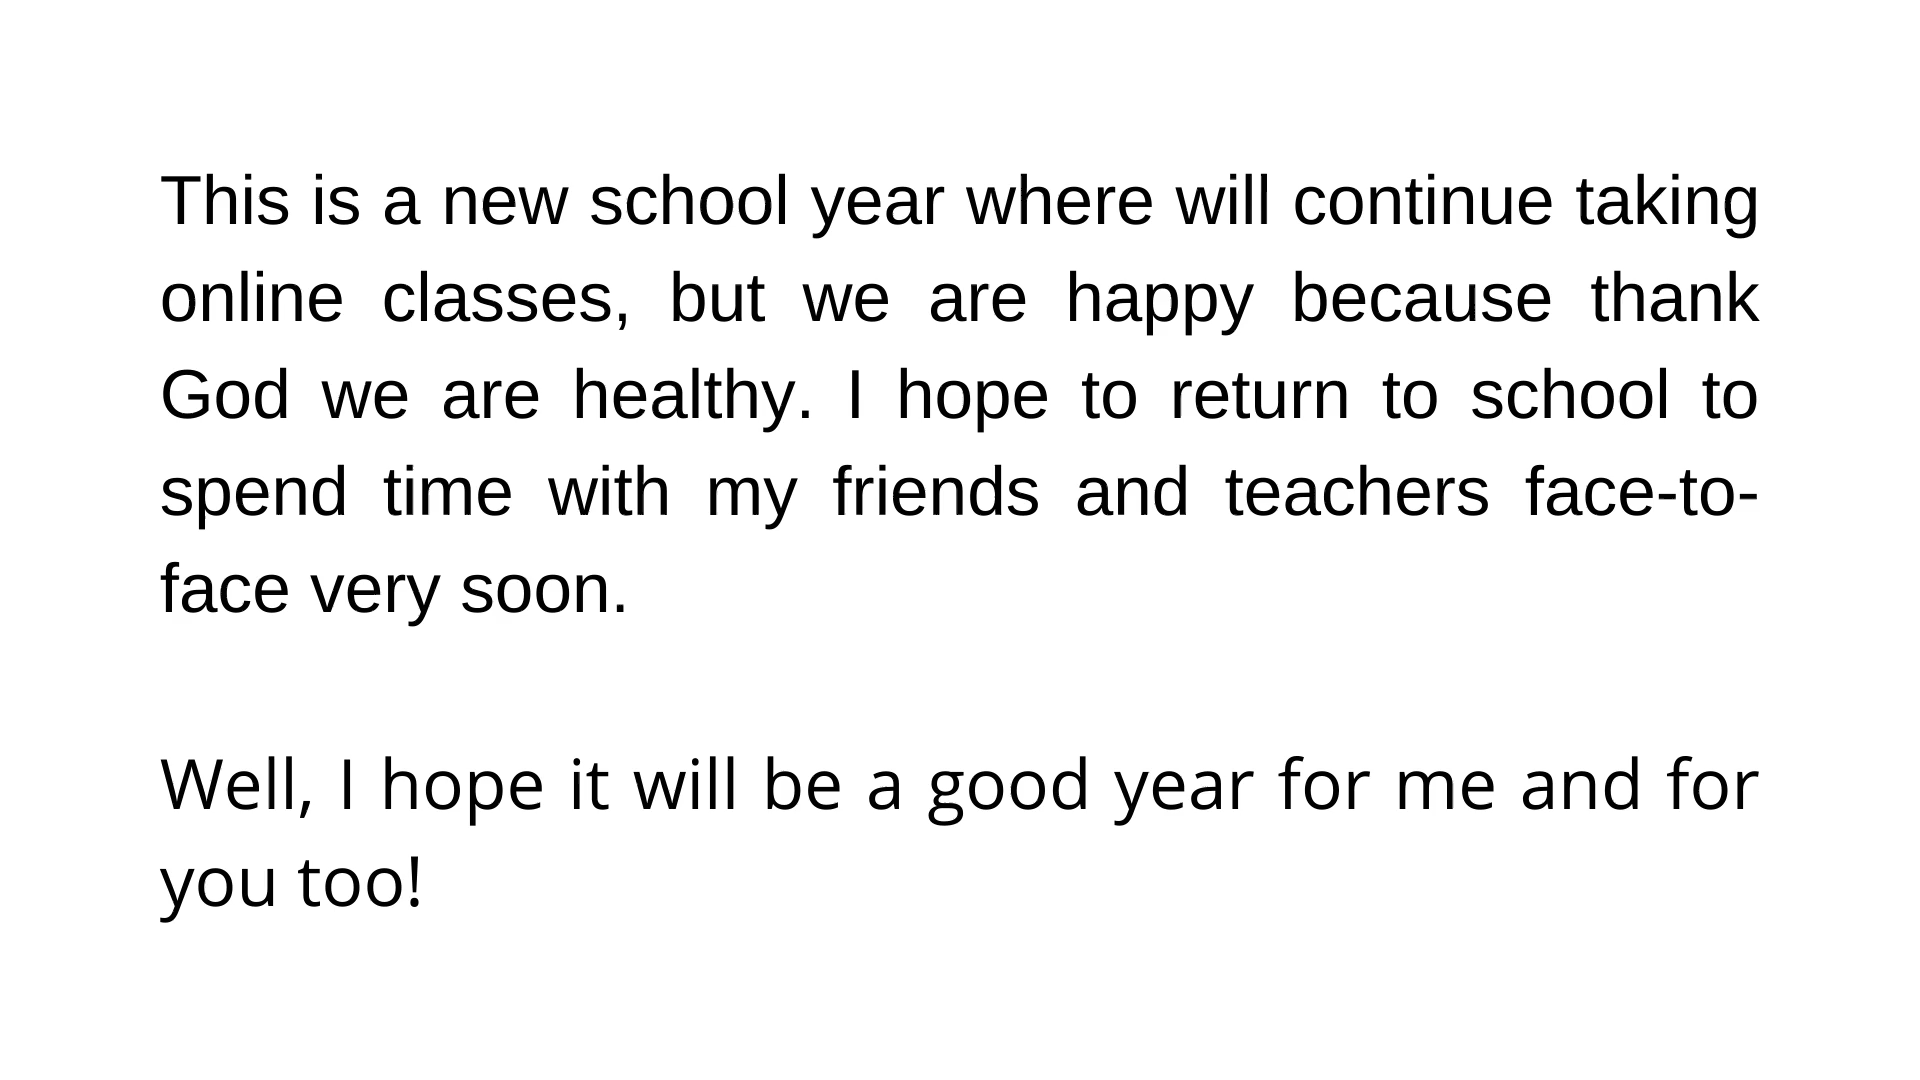 This is a new school year where will continue taking
online classes, but we are happy because thank
God we are healthy. I hope to return to school to
spend time with my friends and teachers face-to-
face very soon.
Well, I hope it will be a good year for me and for
you too!